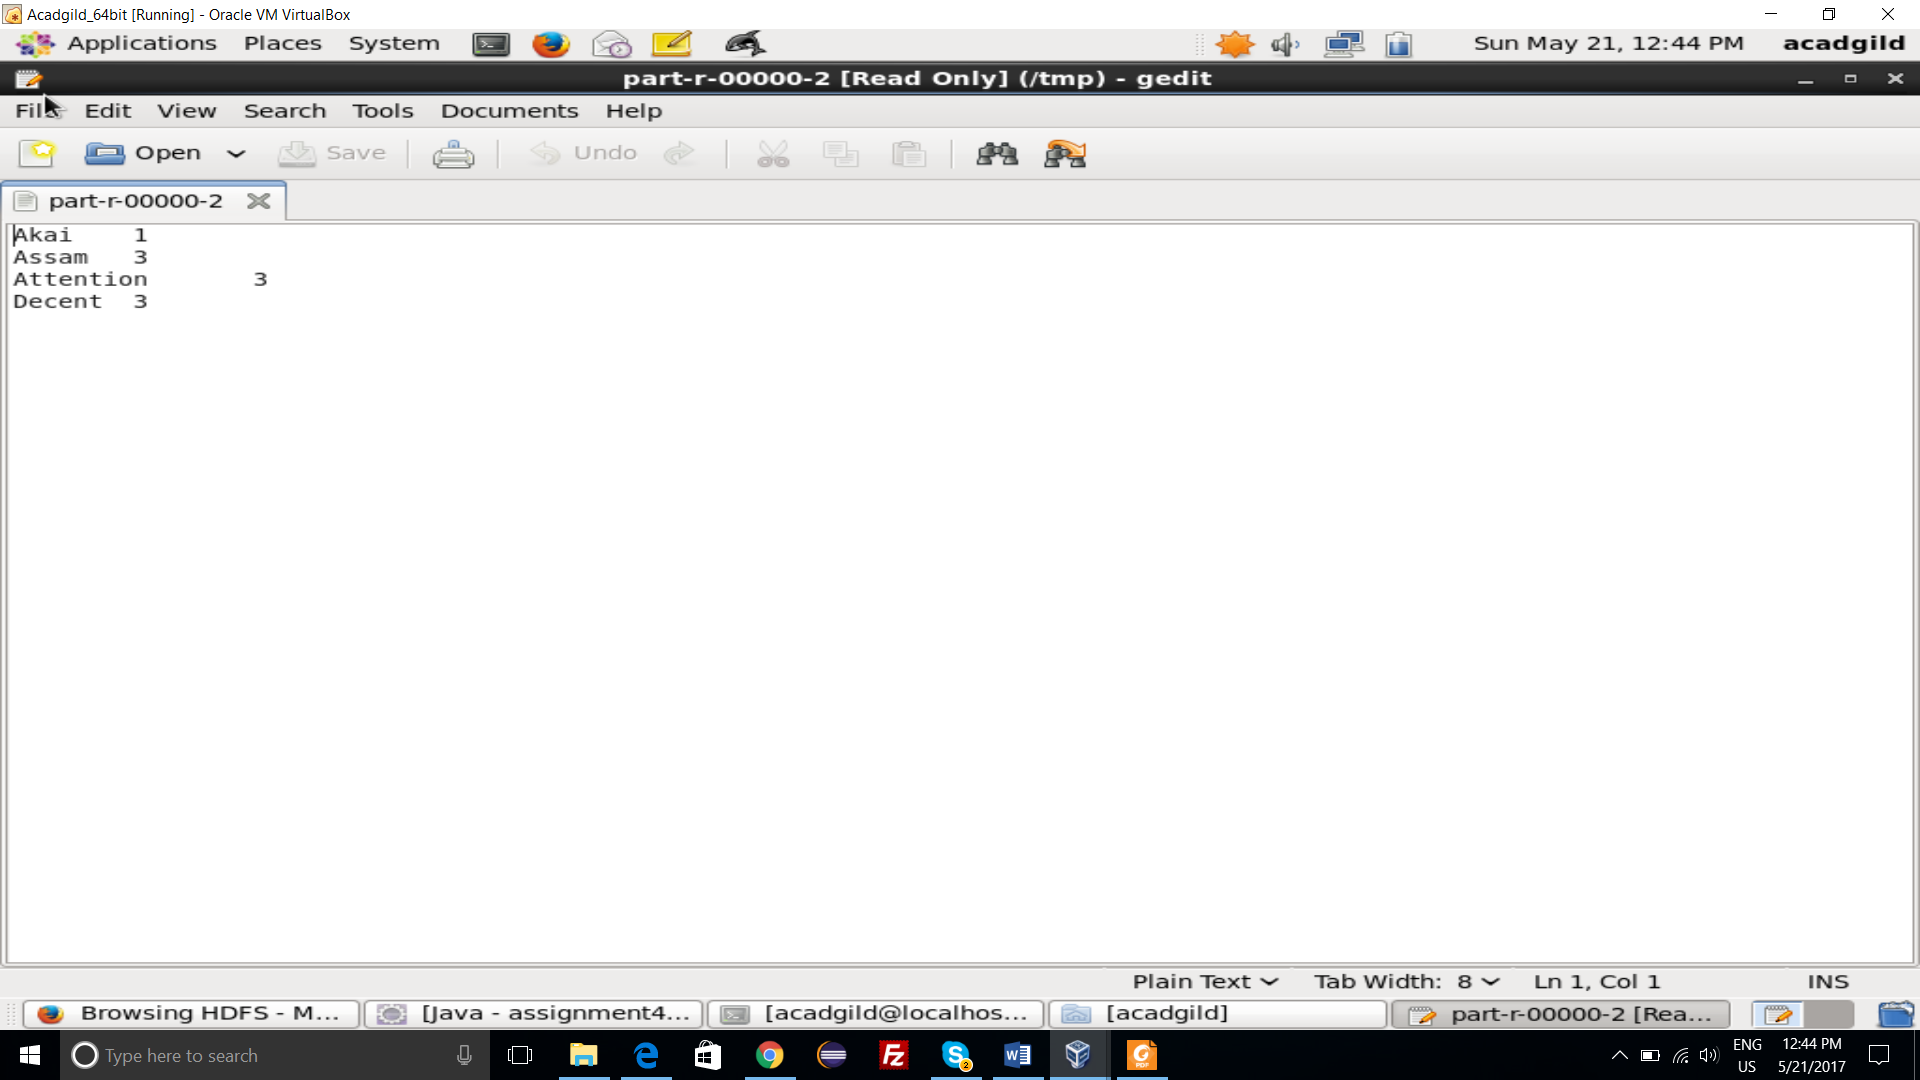 Acadgild_64bit [Running] - Oracle VM VirtualBox
Applications Places System Sun May 21, 12:44 PM acadgild
part-r-00000-2 [Read Only] (/tmp) - gedit
File Edit View Search Tools Documents Help
Open Save Undo
part-r-00000-2
Akai 1
Assam 3
Attention 3
Decent 3
Plain Text Tab Width: 8 Ln 1, Col 1 INS
Browsing HDFS - M... [Java - assignment4... [acadgild@localhos... [acadgild] part-r-00000-2 [Rea...
Type here to search ENG 12:44 PM
US 5/21/2017